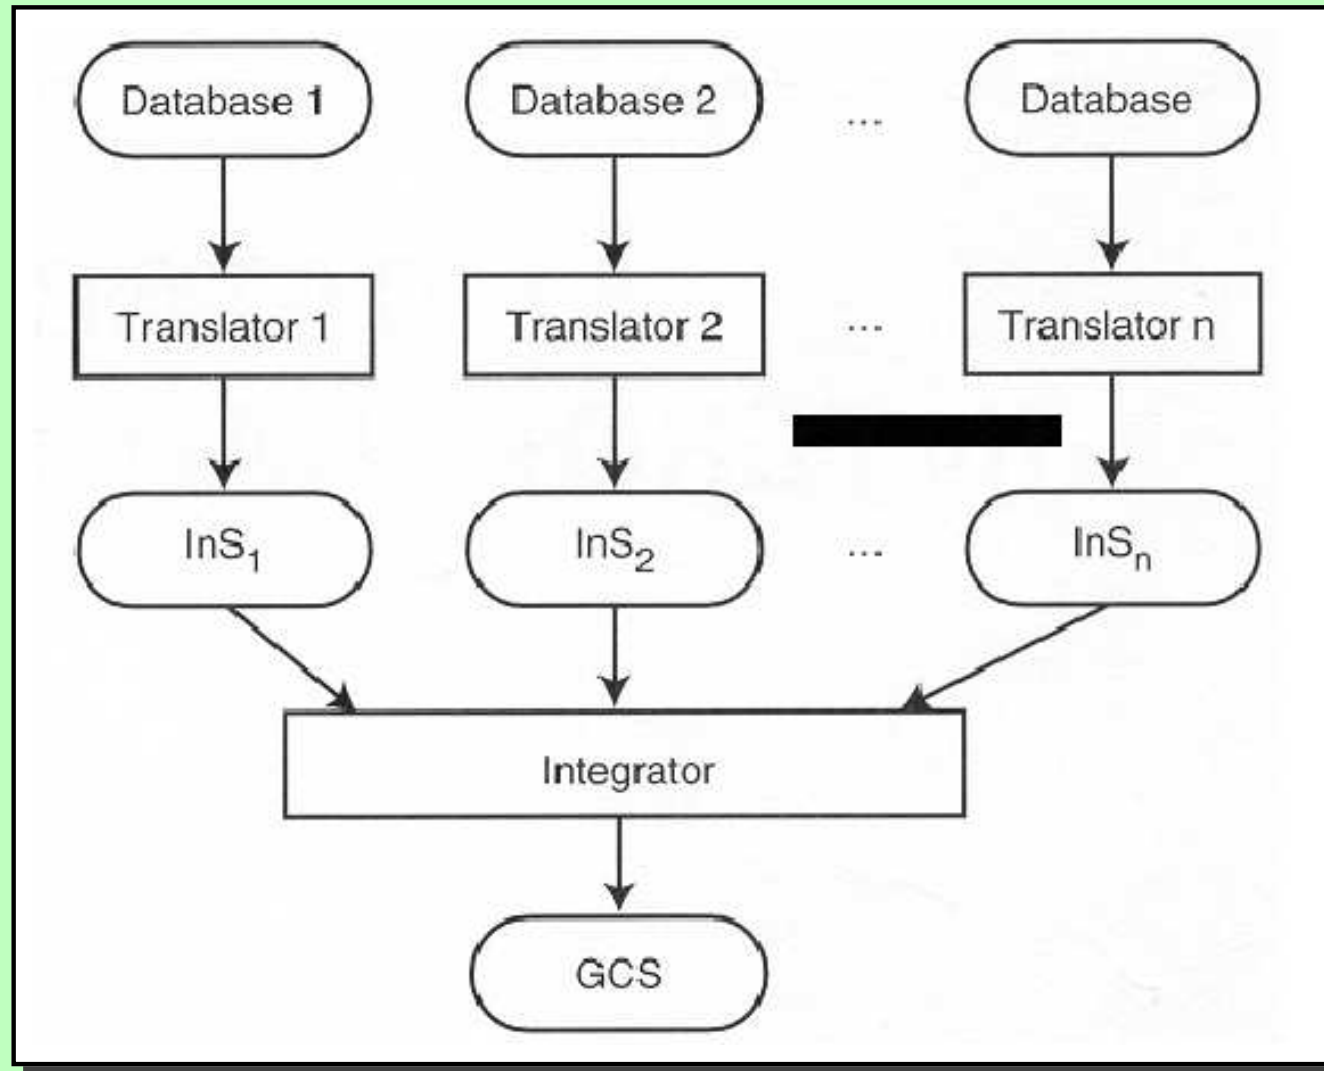 Database 1 Database 2 ... Database
Translator 1 Translator 2 ... Translator n
InS₁ InS₂ ... InSₙ
Integrator
GCS